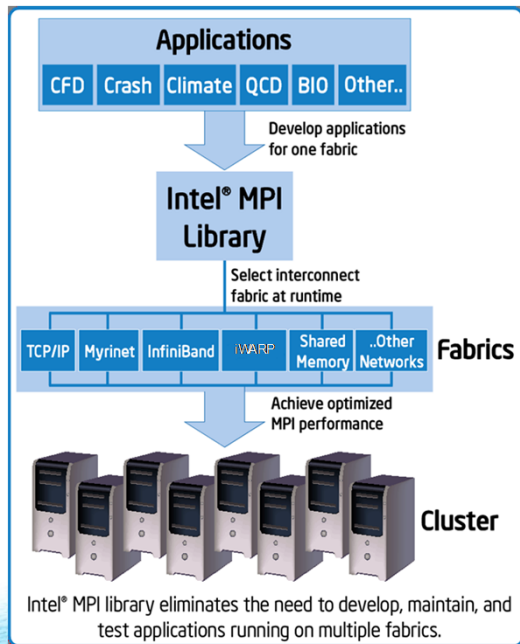 Applications
CFD Crash Climate QCD BIO Other..
Develop applications
for one fabric
Intel® MPI
Library
Select interconnect
fabric at runtime
TCP/IP Myrinet InfiniBand iWARP Shared Memory ..Other Networks
Fabrics
Achieve optimized
MPI performance
Cluster
Intel® MPI library eliminates the need to develop, maintain, and
test applications running on multiple fabrics.